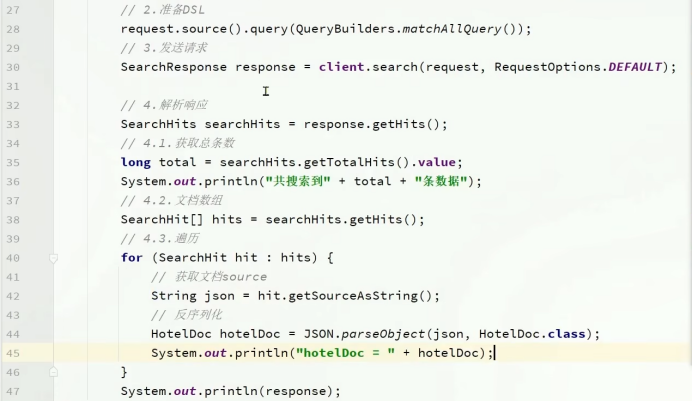 27 // 2.准备DSL
28 request.source().query(QueryBuilders.matchAllQuery());
29 // 3.发送请求
30 SearchResponse response = client.search(request, RequestOptions.DEFAULT);
31
32 // 4.解析响应
33 SearchHits searchHits = response.getHits();
34 // 4.1.获取总条数
35 long total = searchHits.getTotalHits().value;
36 System.out.println("共搜索到" + total + "条数据");
37 // 4.2.文档数组
38 SearchHit[] hits = searchHits.getHits();
39 // 4.3.遍历
40 for (SearchHit hit : hits) {
41 // 获取文档source
42 String json = hit.getSourceAsString();
43 // 反序列化
44 HotelDoc hotelDoc = JSON.parseObject(json, HotelDoc.class);
45 System.out.println("hotelDoc = " + hotelDoc);
46 }
47 System.out.println(response);